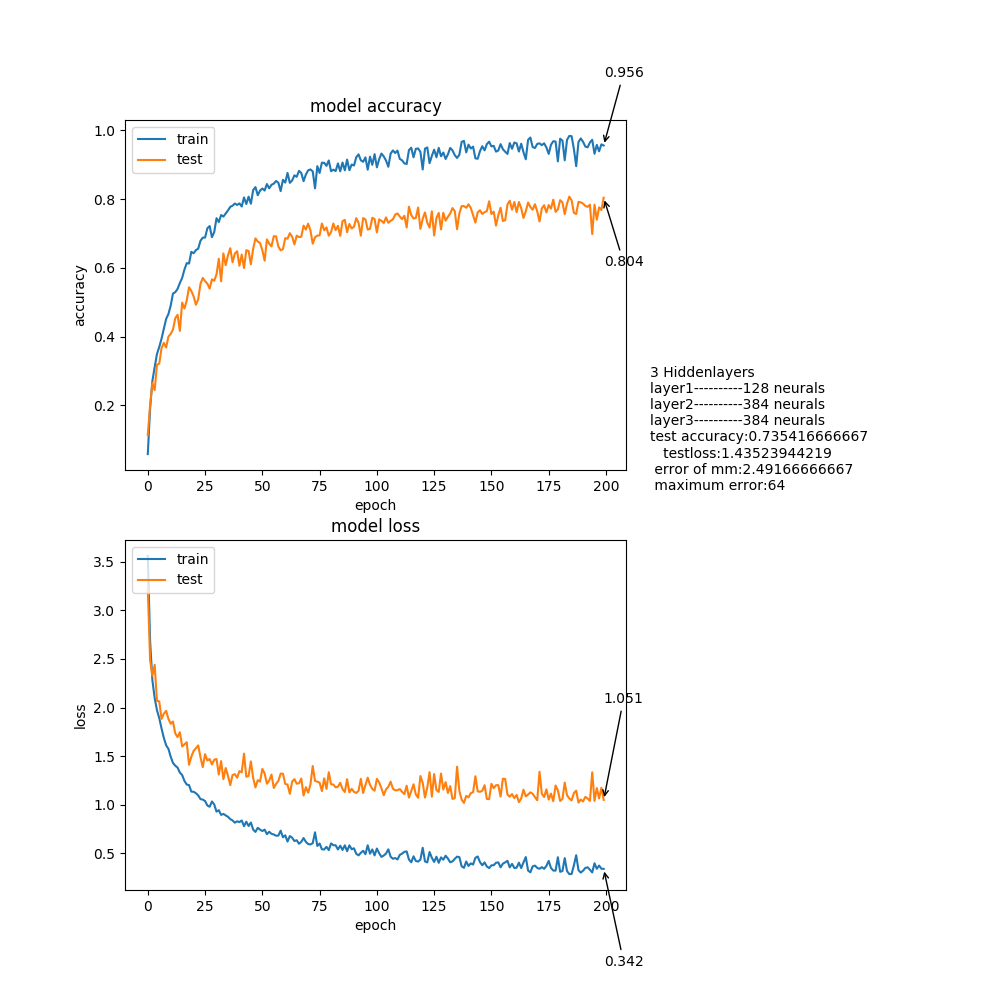 0.956
model accuracy
train
test
1.0
0.8
0.6
0.4
0.2
accuracy
0.804
0 25 50 75 100 125 150 175 200
epoch
3 Hiddenlayers
layer1----------128 neurals
layer2----------384 neurals
layer3----------384 neurals
test accuracy:0.735416666667
testloss:1.43523944219
error of mm:2.49166666667
maximum error:64
model loss
train
test
3.5
3.0
2.5
2.0
1.5
1.0
0.5
loss
1.051
0 25 50 75 100 125 150 175 200
epoch
0.342